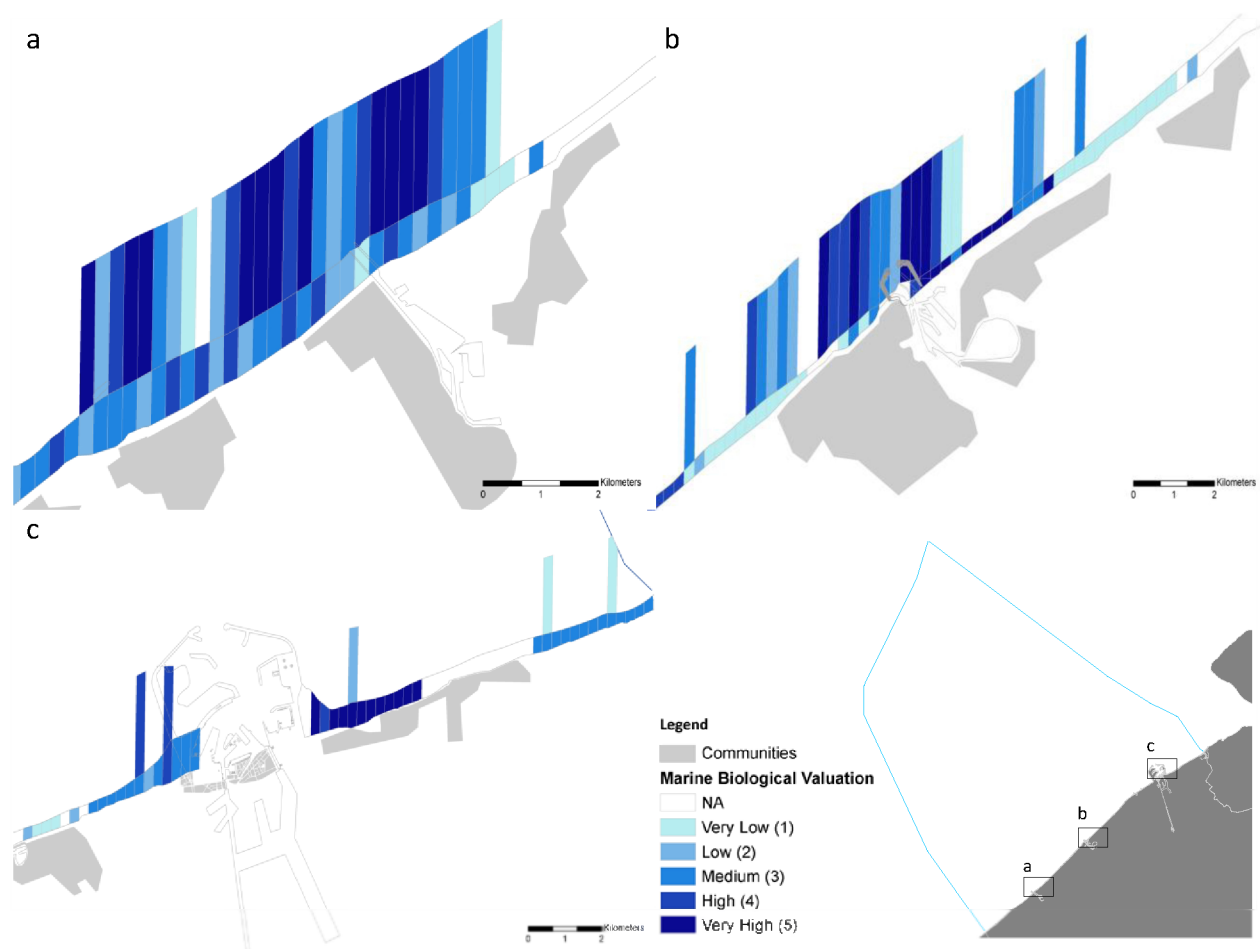 a
b
Kilometers
0 1 2
Kilometers
0 1 2
c
Legend
Communities
Marine Biological Valuation
NA
Very Low (1)
Low (2)
Medium (3)
High (4)
Very High (5)
Kilometers
0 1 2
c
b
a